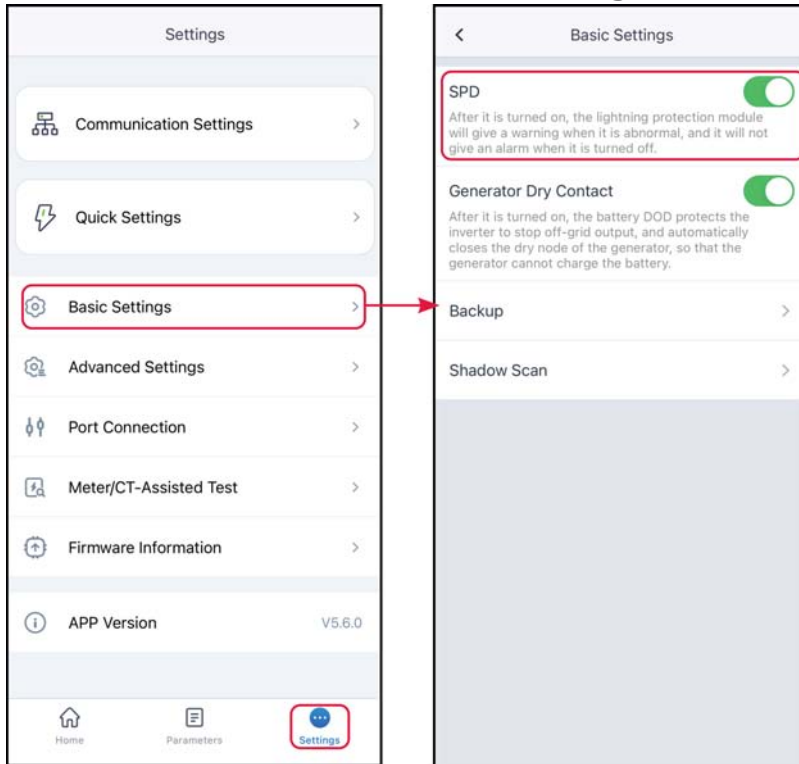 Settings
Communication Settings
Quick Settings
Basic Settings
Advanced Settings
Port Connection
Meter/CT-Assisted Test
Firmware Information
APP Version V5.6.0
Home Parameters Settings
Basic Settings
SPD
After it is turned on, the lightning protection module
will give a warning when it is abnormal, and it will not
give an alarm when it is turned off.
Generator Dry Contact
After it is turned on, the battery DOD protects the
inverter to stop off-grid output, and automatically
closes the dry node of the generator, so that the
generator cannot charge the battery.
Backup
Shadow Scan